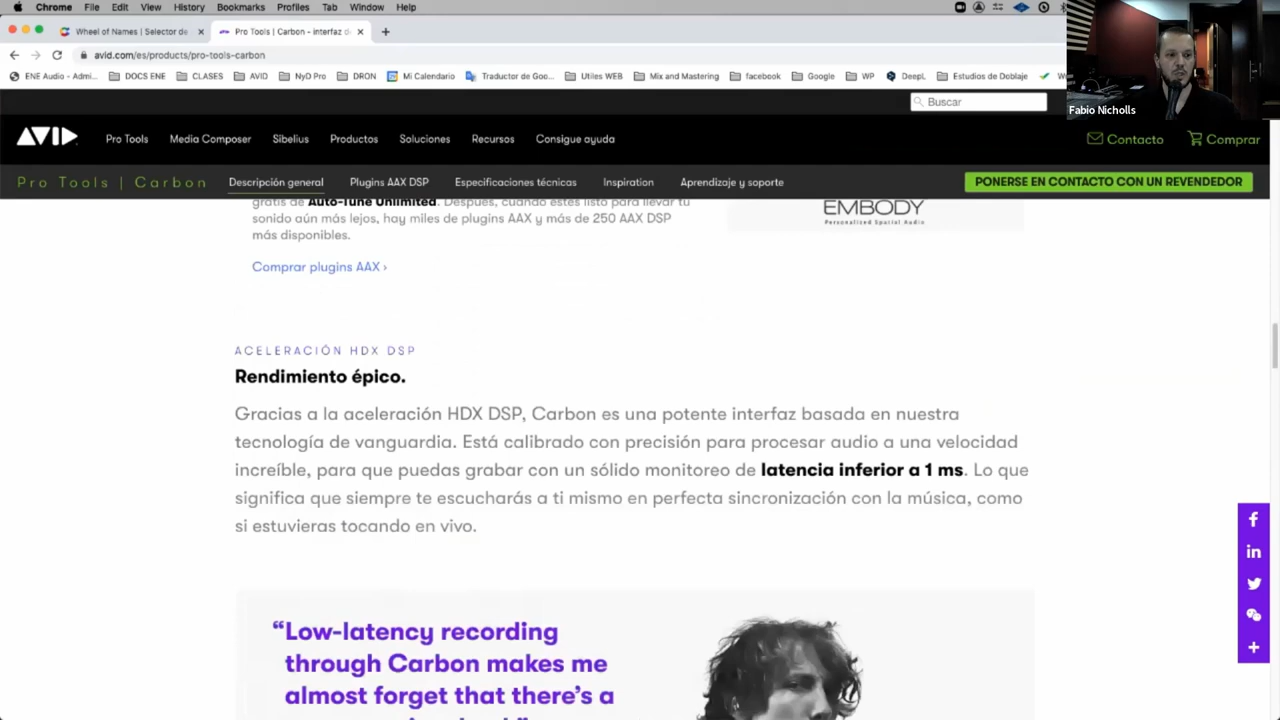 Chrome File Edit View History Bookmarks Profiles Tab Window Help
Wheel of Names | Selector de
Pro Tools | Carbon - Interfaz d
avid.com/es/products/pro-tools-carbon
ENE Audio - Admi... DOCS ENE CLASES AVID NyD Pro DRON Mi Calendario Traductor de Goo... Utiles WEB Mix and Mastering facebook Google WP DeepL Estudios de Doblaje
Fabio Nicholls
Buscar
AVID
Pro Tools Media Composer Sibelius Productos Soluciones Recursos Consigue ayuda Contacto Comprar
Pro Tools | Carbon Descripción general Plugins AAX DSP Especificaciones técnicas Inspiration Aprendizaje y soporte PONERSE EN CONTACTO CON UN REVENDEDOR
gratis de Auto-Tune Unlimited. Después, cuando estés listo para llevar tu
sonido aún más lejos, hay miles de plugins AAX y más de 250 AAX DSP
más disponibles.
EMBODY
Personalized Spatial Audio
Comprar plugins AAX ›
ACELERACIÓN HDX DSP
Rendimiento épico.
Gracias a la aceleración HDX DSP, Carbon es una potente interfaz basada en nuestra
tecnología de vanguardia. Está calibrado con precisión para procesar audio a una velocidad
increíble, para que puedas grabar con un sólido monitoreo de latencia inferior a 1 ms. Lo que
significa que siempre te escucharás a ti mismo en perfecta sincronización con la música, como
si estuvieras tocando en vivo.
“Low-latency recording
through Carbon makes me
almost forget that there’s a